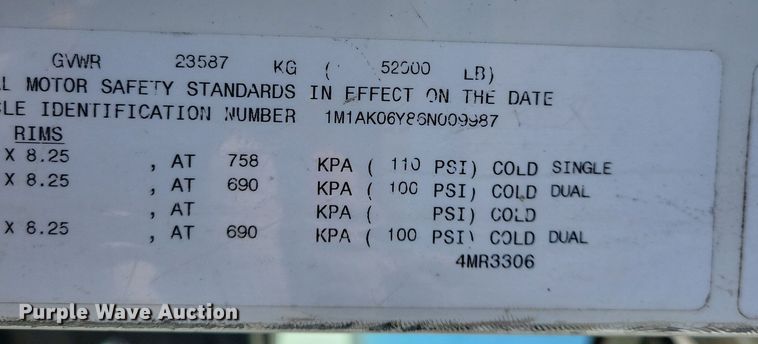 GVWR 23587 KG ( 52000 LB)
L MOTOR SAFETY STANDARDS IN EFFECT ON THE DATE
CLE IDENTIFICATION NUMBER 1M1AK06Y86N009987
RIMS
X 8.25 , AT 758 KPA ( 110 PSI) COLD SINGLE
X 8.25 , AT 690 KPA ( 100 PSI) COLD DUAL
, AT KPA ( PSI) COLD
X 8.25 , AT 690 KPA ( 100 PSI) COLD DUAL
4MR3306
Purple Wave Auction